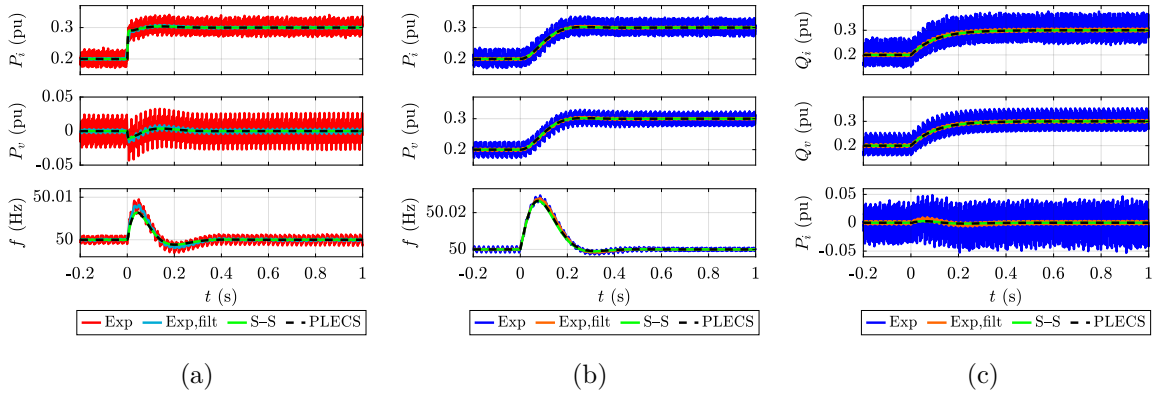 P_i (pu)
0.3
0.2
P_v (pu)
0.05
0
-0.05
f (Hz)
50.01
50
-0.2 0 0.2 0.4 0.6 0.8 1
t (s)
Exp Exp,filt S–S PLECS
(a)
P_i (pu)
0.3
0.2
P_v (pu)
0.3
0.2
f (Hz)
50.02
50
-0.2 0 0.2 0.4 0.6 0.8 1
t (s)
Exp Exp,filt S–S PLECS
(b)
Q_i (pu)
0.3
0.2
Q_v (pu)
0.3
0.2
P_i (pu)
0.05
0
-0.05
-0.2 0 0.2 0.4 0.6 0.8 1
t (s)
Exp Exp,filt S–S PLECS
(c)